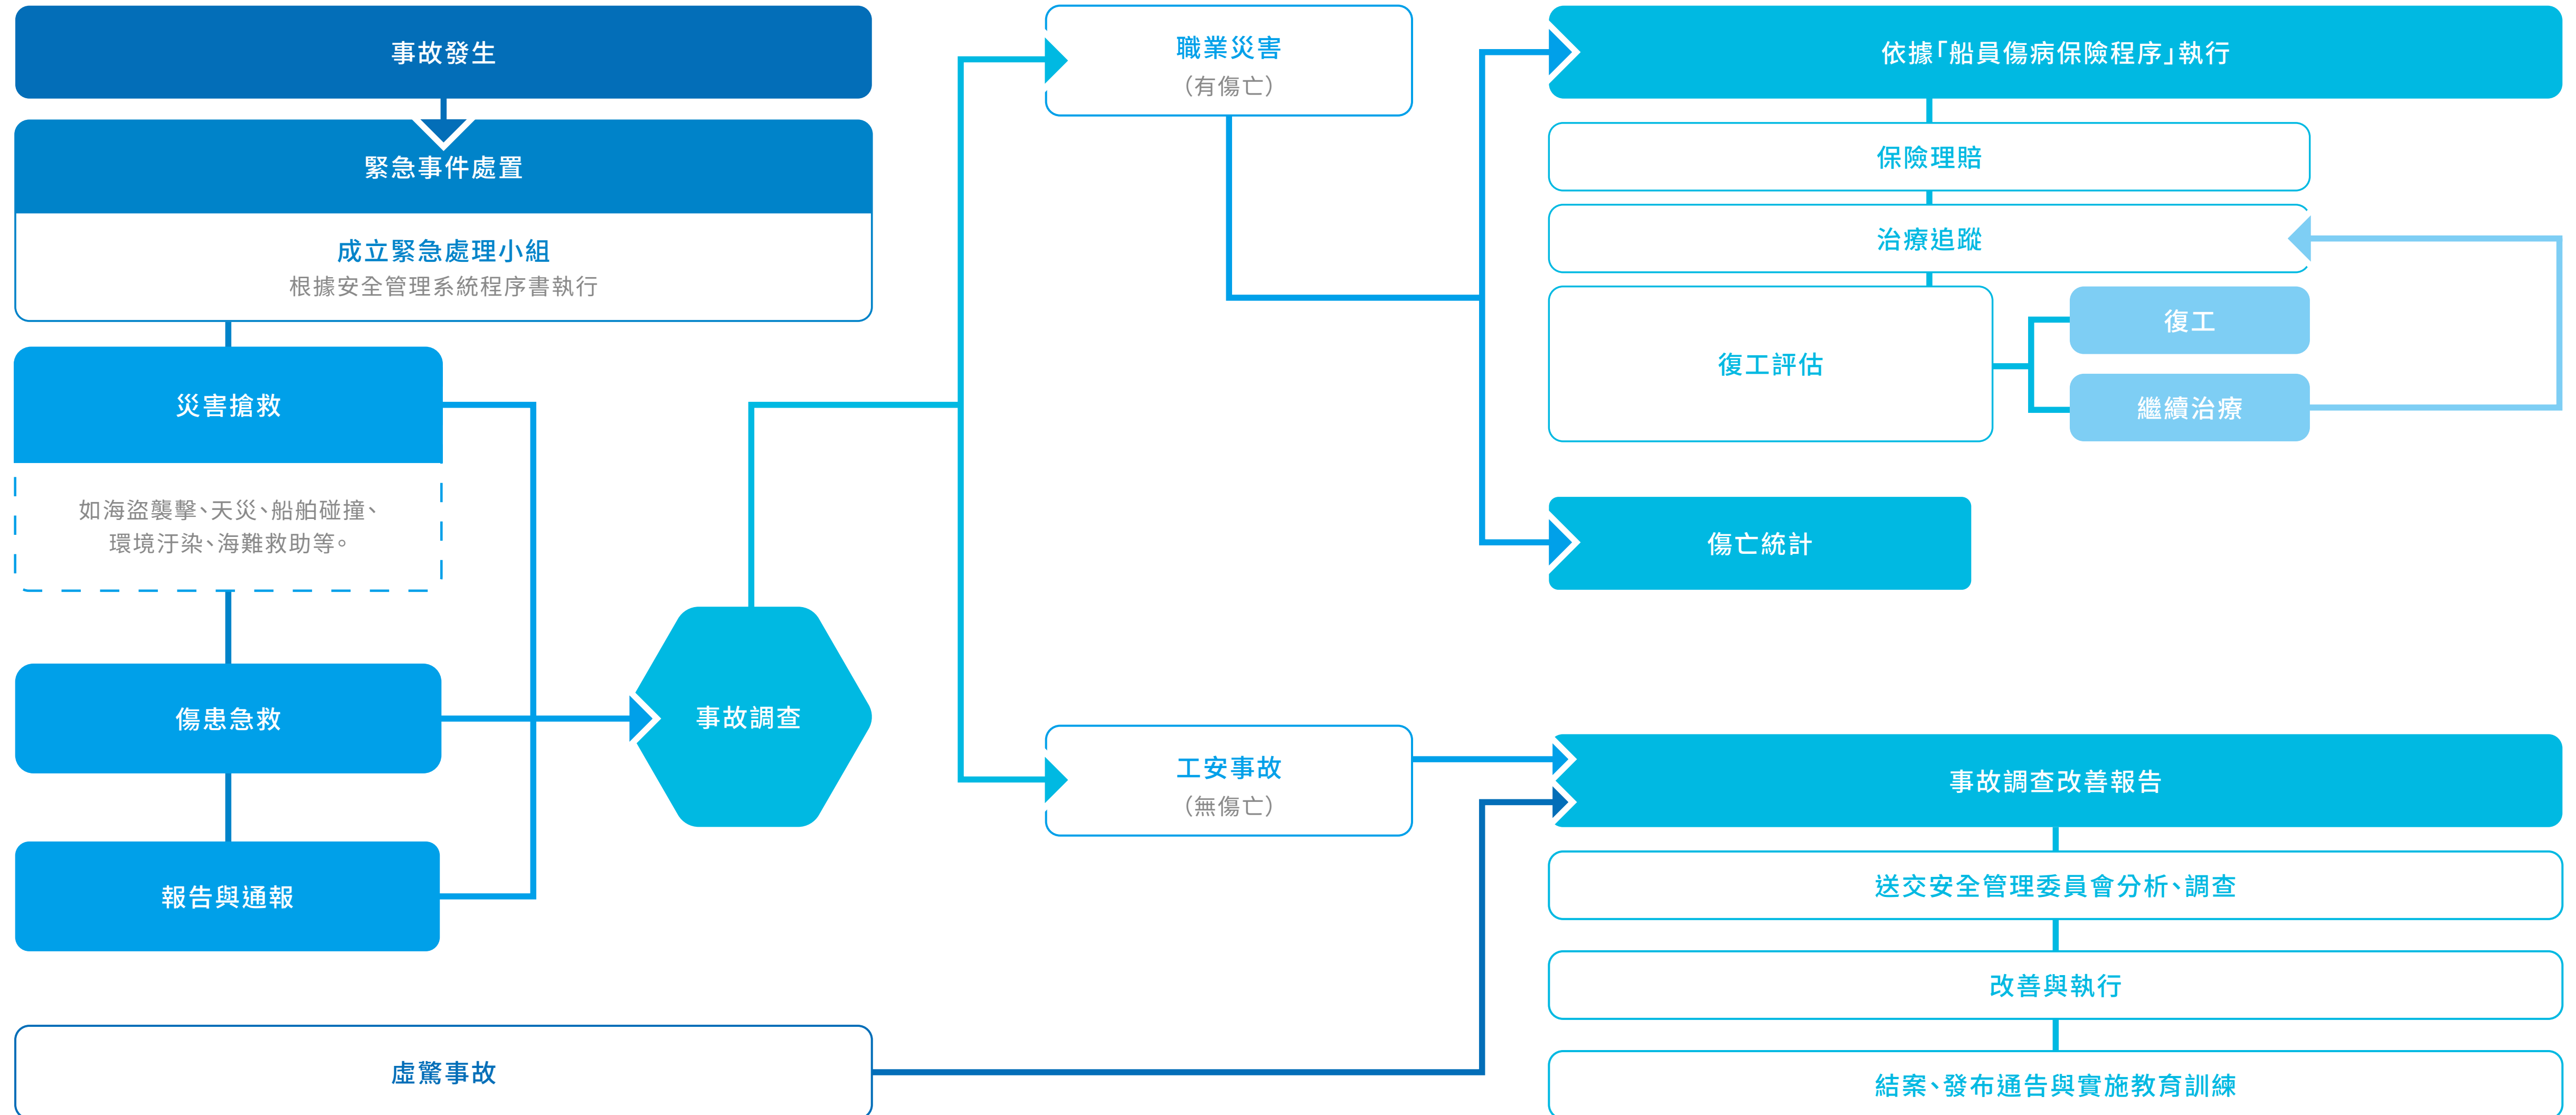 事故發生
緊急事件處置
成立緊急處理小組
根據安全管理系統程序書執行
災害搶救
如海盜襲擊、天災、船舶碰撞、
環境汙染、海難救助等。
傷患急救
報告與通報
虛驚事故
事故調查
職業災害
（有傷亡）
工安事故
（無傷亡）
依據「船員傷病保險程序」執行
保險理賠
治療追蹤
復工評估
復工
繼續治療
傷亡統計
事故調查改善報告
送交安全管理委員會分析、調查
改善與執行
結案、發布通告與實施教育訓練